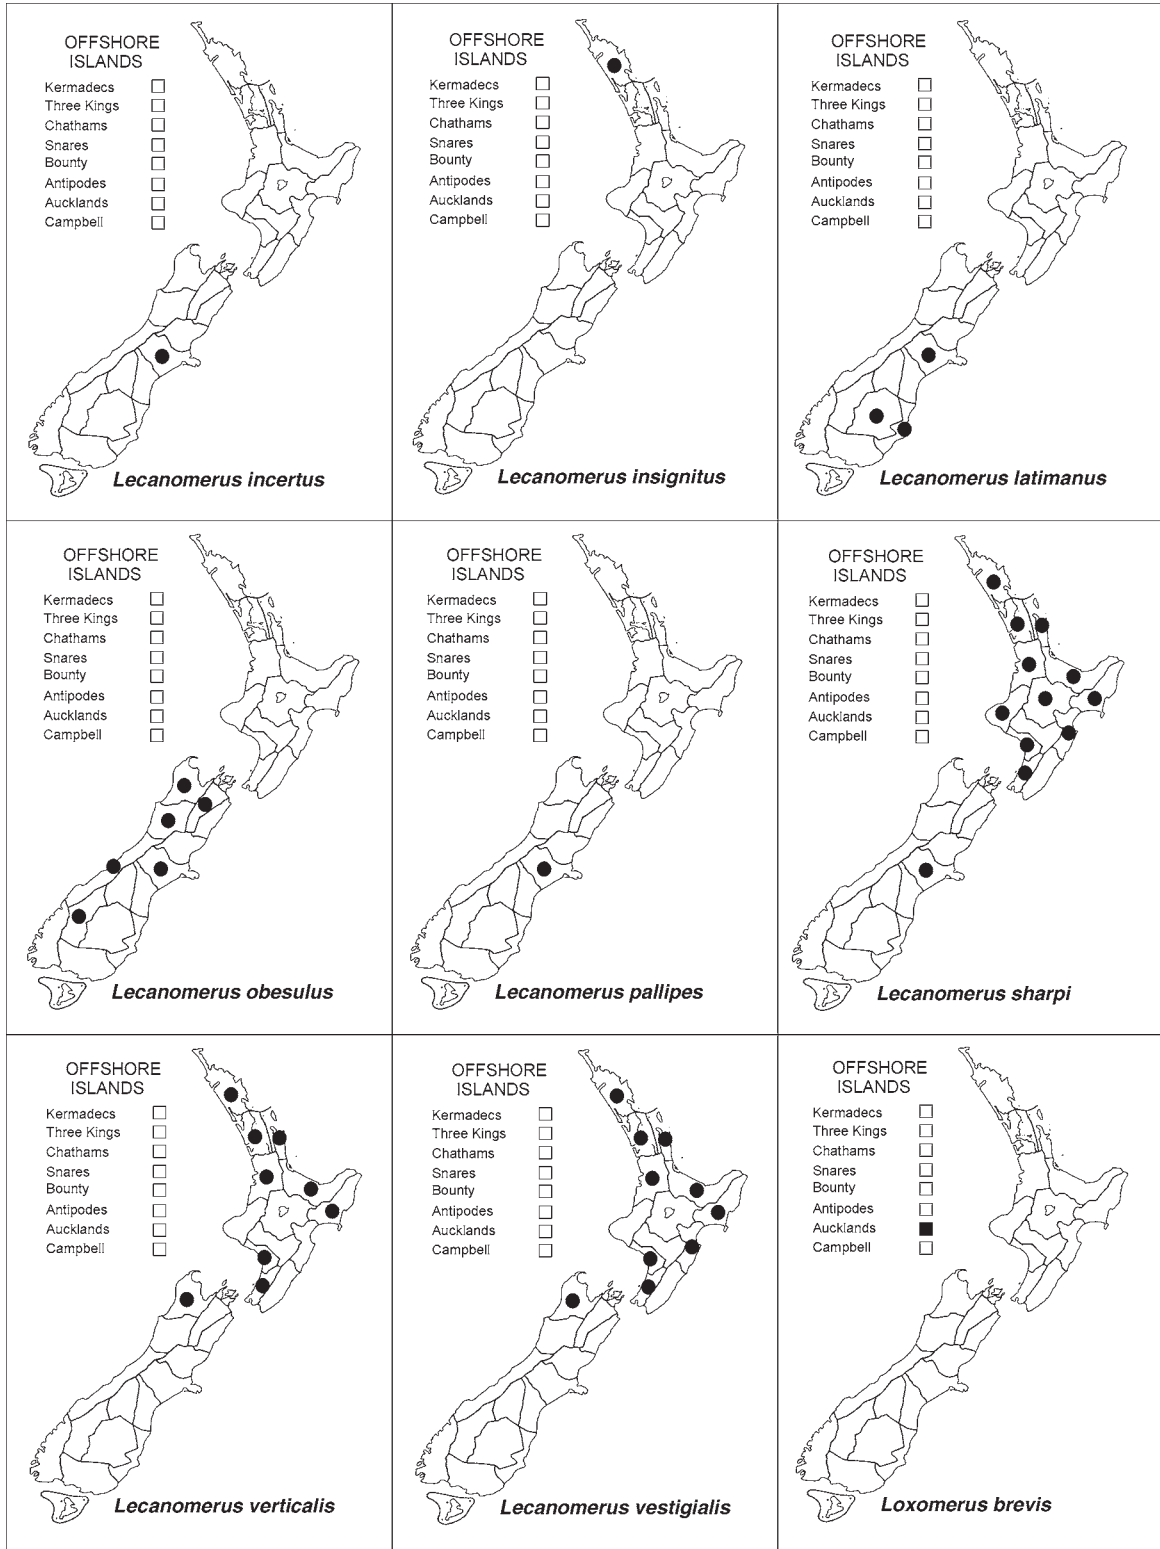 OFFSHORE
ISLANDS
Kermadecs
Three Kings
Chathams
Snares
Bounty
Antipodes
Aucklands
Campbell
Lecanomerus incertus
OFFSHORE
ISLANDS
Kermadecs
Three Kings
Chathams
Snares
Bounty
Antipodes
Aucklands
Campbell
Lecanomerus insignitus
OFFSHORE
ISLANDS
Kermadecs
Three Kings
Chathams
Snares
Bounty
Antipodes
Aucklands
Campbell
Lecanomerus latimanus
OFFSHORE
ISLANDS
Kermadecs
Three Kings
Chathams
Snares
Bounty
Antipodes
Aucklands
Campbell
Lecanomerus obesulus
OFFSHORE
ISLANDS
Kermadecs
Three Kings
Chathams
Snares
Bounty
Antipodes
Aucklands
Campbell
Lecanomerus pallipes
OFFSHORE
ISLANDS
Kermadecs
Three Kings
Chathams
Snares
Bounty
Antipodes
Aucklands
Campbell
Lecanomerus sharpi
OFFSHORE
ISLANDS
Kermadecs
Three Kings
Chathams
Snares
Bounty
Antipodes
Aucklands
Campbell
Lecanomerus verticalis
OFFSHORE
ISLANDS
Kermadecs
Three Kings
Chathams
Snares
Bounty
Antipodes
Aucklands
Campbell
Lecanomerus vestigialis
OFFSHORE
ISLANDS
Kermadecs
Three Kings
Chathams
Snares
Bounty
Antipodes
Aucklands
Campbell
Loxomerus brevis